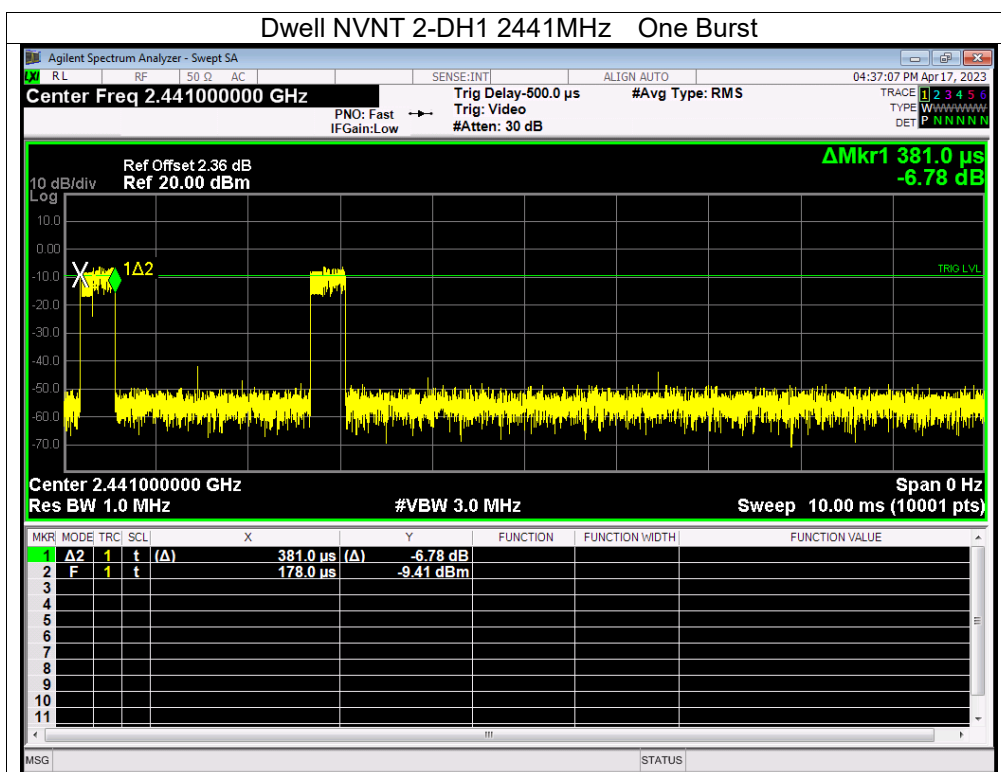 Dwell NVNT 2-DH1 2441MHz One Burst
Agilent Spectrum Analyzer - Swept SA
LXI RL RF 50 Ω AC SENSE:INT ALIGN AUTO 04:37:07 PM Apr 17, 2023
Center Freq 2.441000000 GHz Trig Delay-500.0 µs #Avg Type: RMS TRACE 1 2 3 4 5 6
PNO: Fast Trig: Video TYPE WWWWWW
IFGain:Low #Atten: 30 dB DET P N N N N N
ΔMkr1 381.0 µs
-6.78 dB
Ref Offset 2.36 dB
10 dB/div Ref 20.00 dBm
Log
10.0
0.00
X 1Δ2
TRIG LVL
-10.0
-20.0
-30.0
-40.0
-50.0
-60.0
-70.0
Center 2.441000000 GHz Span 0 Hz
Res BW 1.0 MHz #VBW 3.0 MHz Sweep 10.00 ms (10001 pts)
MKR MODE TRC SCL X Y FUNCTION FUNCTION WIDTH FUNCTION VALUE
1 Δ2 1 t (Δ) 381.0 µs (Δ) -6.78 dB
2 F 1 t 178.0 µs -9.41 dBm
3
4
5
6
7
8
9
10
11
MSG STATUS